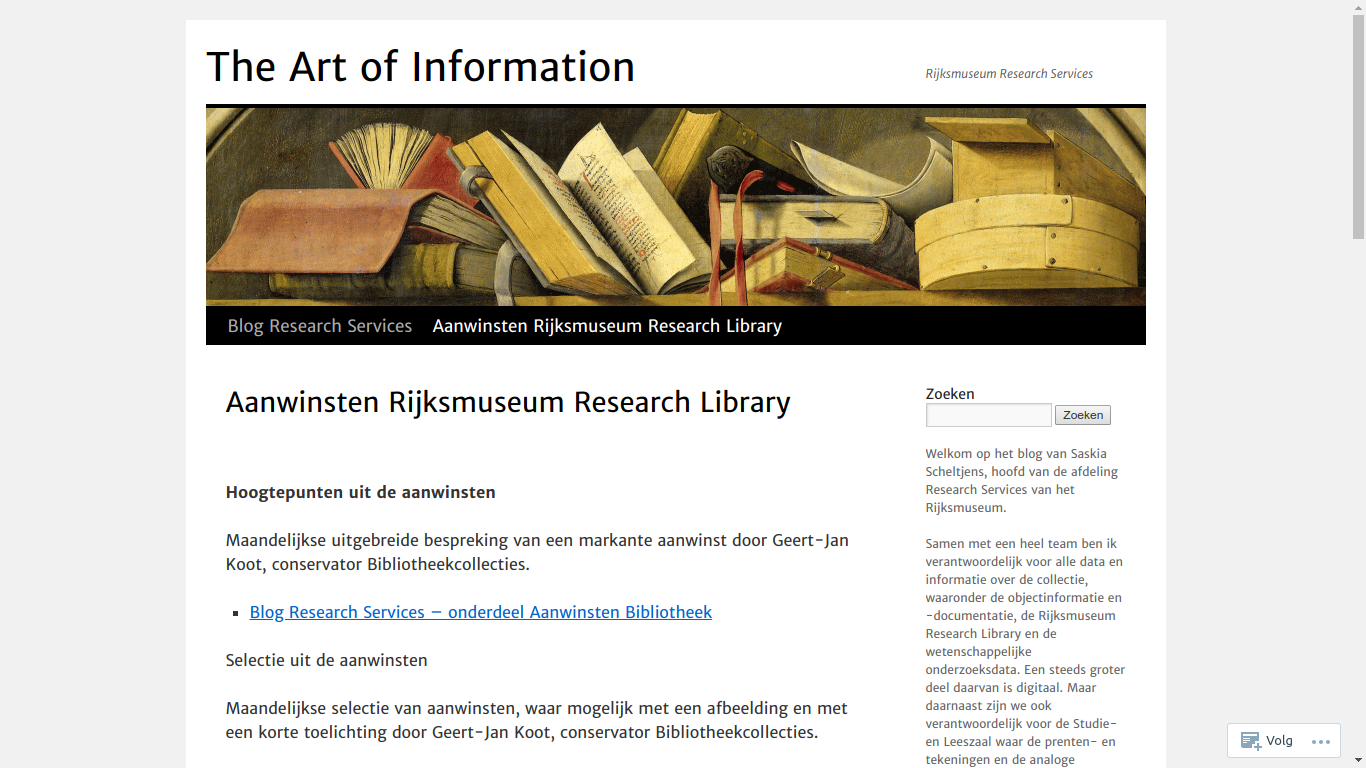 The Art of Information
Rijksmuseum Research Services
Blog Research Services
Aanwinsten Rijksmuseum Research Library
Aanwinsten Rijksmuseum Research Library
Hoogtepunten uit de aanwinsten
Maandelijkse uitgebreide bespreking van een markante aanwinst door Geert-Jan
Koot, conservator Bibliotheekcollecties.
Blog Research Services – onderdeel Aanwinsten Bibliotheek
Selectie uit de aanwinsten
Maandelijkse selectie van aanwinsten, waar mogelijk met een afbeelding en met
een korte toelichting door Geert-Jan Koot, conservator Bibliotheekcollecties.
Zoeken
Zoeken
Welkom op het blog van Saskia
Scheltjens, hoofd van de afdeling
Research Services van het
Rijksmuseum.
Samen met een heel team ben ik
verantwoordelijk voor alle data en
informatie over de collectie,
waaronder de objectinformatie en
-documentatie, de Rijksmuseum
Research Library en de
wetenschappelijke
onderzoeksdata. Een steeds groter
deel daarvan is digitaal. Maar
daarnaast zijn we ook
verantwoordelijk voor de Studie-
en Leeszaal waar de prenten- en
tekeningen en de analoge
Volg